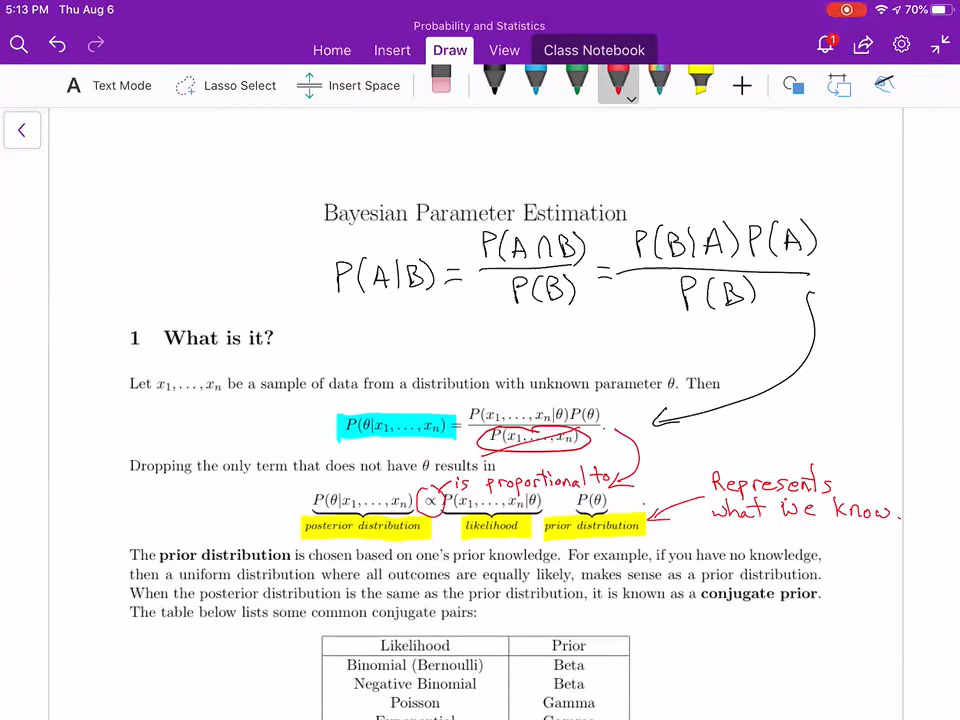 5:13 PM Thu Aug 6 70%
Probability and Statistics
Home Insert Draw View Class Notebook
1
A Text Mode Lasso Select Insert Space
Bayesian Parameter Estimation
P(A|B) = P(A∩B) / P(B) = P(B|A)P(A) / P(B)
1 What is it?
Let x₁, . . . , xₙ be a sample of data from a distribution with unknown parameter θ. Then
P(θ|x₁, . . . , xₙ) = P(x₁, . . . , xₙ|θ)P(θ) / P(x₁, . . . , xₙ).
Dropping the only term that does not have θ results in
is proportional to
P(θ|x₁, . . . , xₙ) ∝ P(x₁, . . . , xₙ|θ) P(θ) .
posterior distribution likelihood prior distribution
Represents
what we know.
The prior distribution is chosen based on one's prior knowledge. For example, if you have no knowledge,
then a uniform distribution where all outcomes are equally likely, makes sense as a prior distribution.
When the posterior distribution is the same as the prior distribution, it is known as a conjugate prior.
The table below lists some common conjugate pairs:
Likelihood Prior
Binomial (Bernoulli) Beta
Negative Binomial Beta
Poisson Gamma
Exponential Gamma